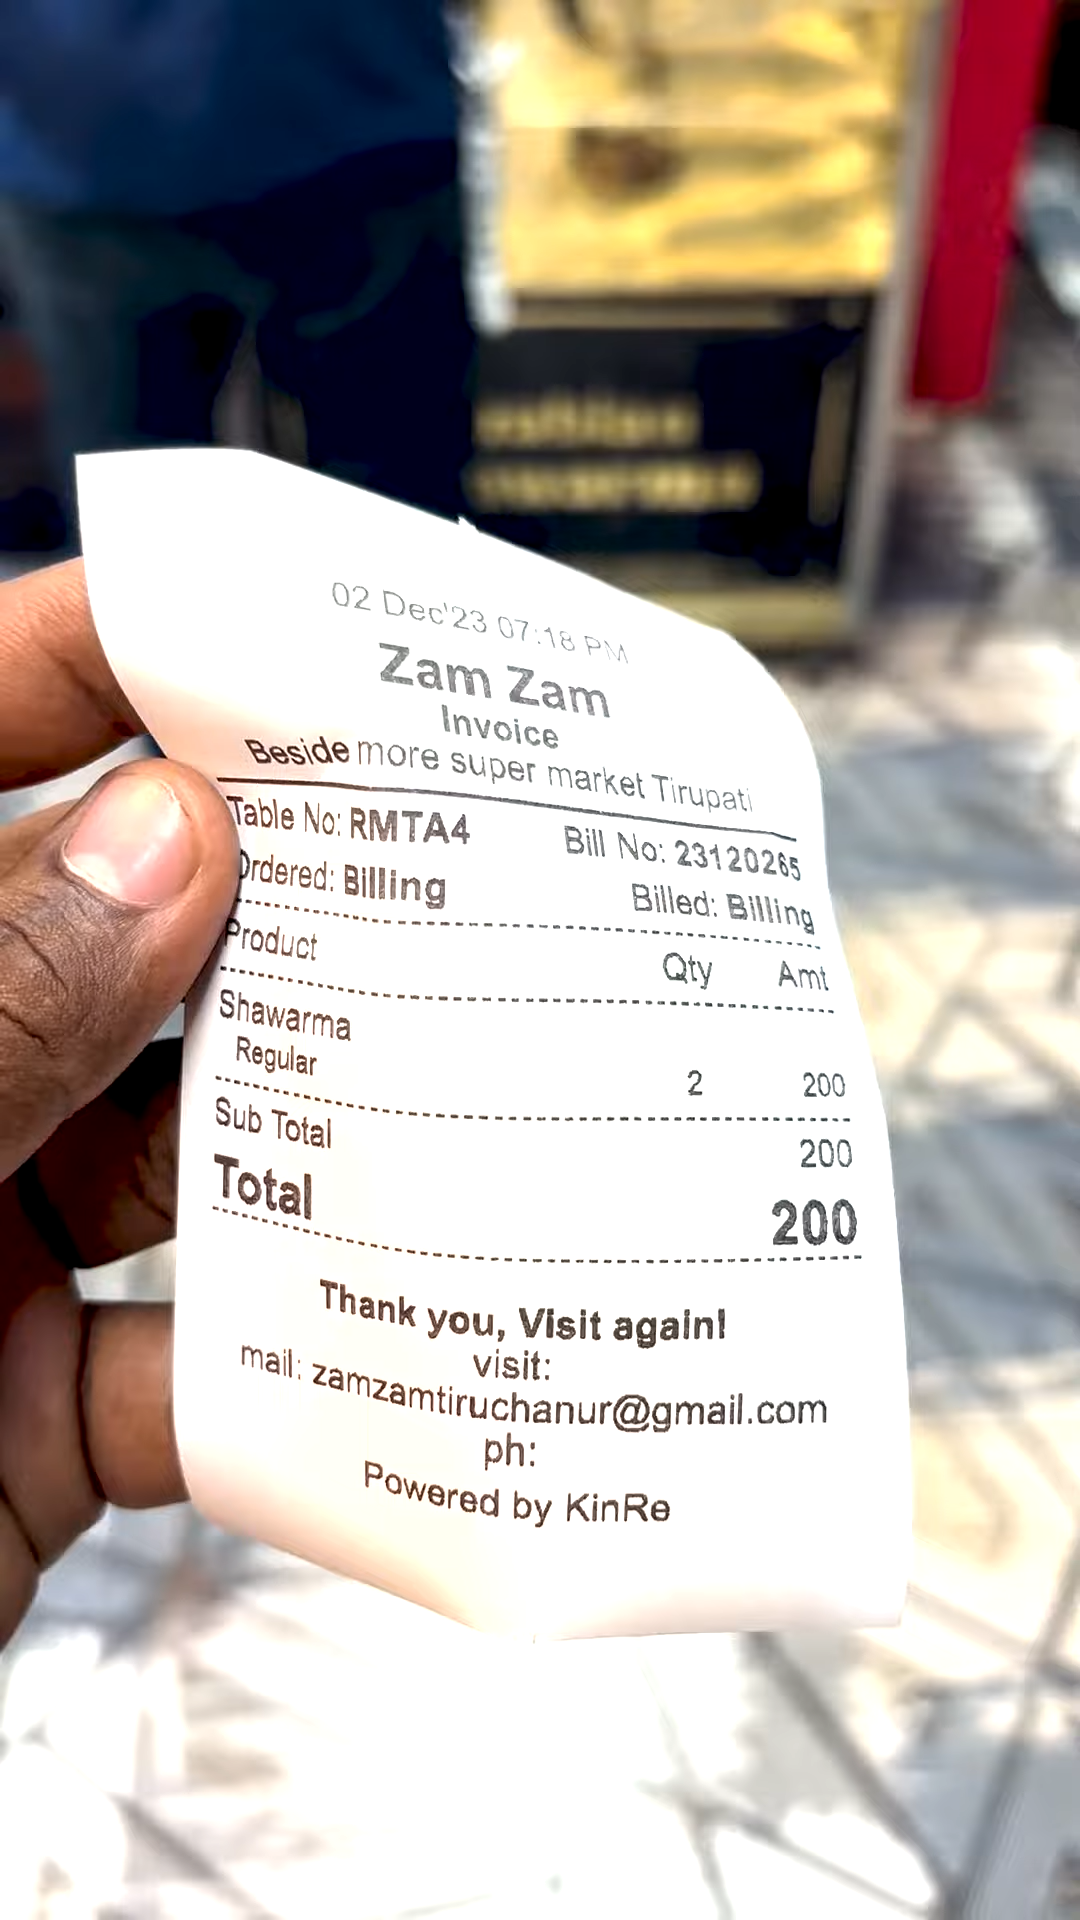 02 Dec'23 07:18 PM
Zam Zam
Invoice
Beside more super market Tirupati
Table No: RMTA4 Bill No: 23120265
Ordered: Billing Billed: Billing
Product Qty Amt
Shawarma
Regular 2 200
Sub Total 200
Total 200
Thank you, Visit again!
visit:
mail: zamzamtiruchanur@gmail.com
ph:
Powered by KinRe